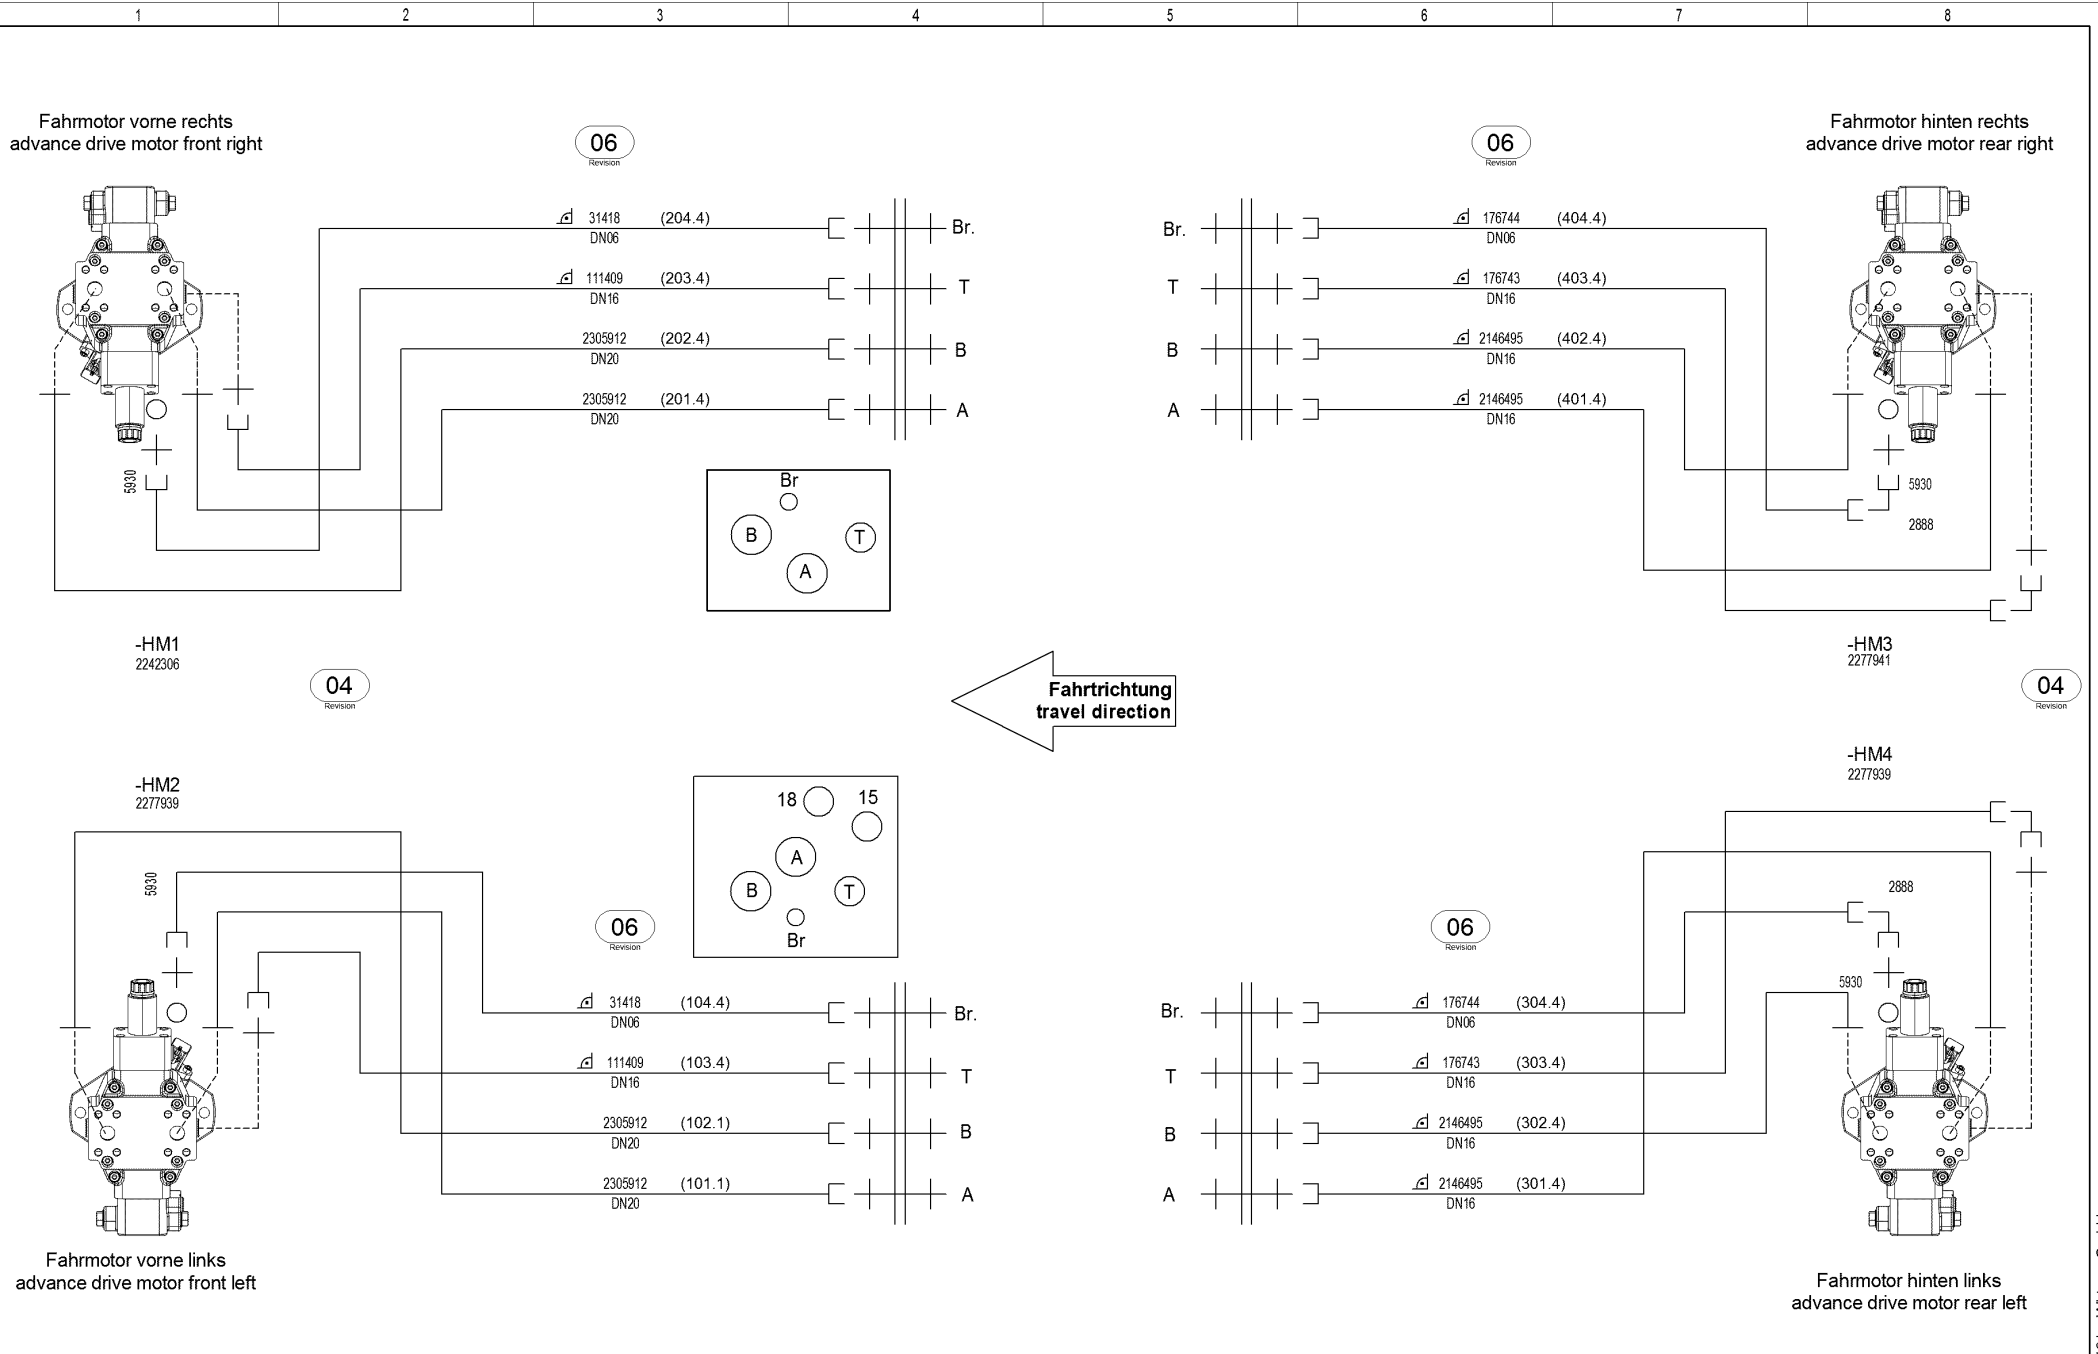 1 2 3 4 5 6 7 8
Fahrmotor vorne rechts
advance drive motor front right
06
Revision
31418 (204.4)
DN06
Br.
111409 (203.4)
DN16
T
2305912 (202.4)
DN20
B
2305912 (201.4)
DN20
A
5930
Br
B
T
A
-HM1
2242306
04
Revision
Fahrmotor hinten rechts
advance drive motor rear right
06
Revision
Br.
176744 (404.4)
DN06
T
176743 (403.4)
DN16
B
2146495 (402.4)
DN16
A
2146495 (401.4)
DN16
5930
2888
-HM3
2277941
04
Revision
Fahrtrichtung
travel direction
-HM2
2277939
5930
18
15
A
B
T
Br
06
Revision
31418 (104.4)
DN06
Br.
111409 (103.4)
DN16
T
2305912 (102.1)
DN20
B
2305912 (101.1)
DN20
A
Fahrmotor vorne links
advance drive motor front left
-HM4
2277939
2888
5930
06
Revision
Br.
176744 (304.4)
DN06
T
176743 (303.4)
DN16
B
2146495 (302.4)
DN16
A
2146495 (301.4)
DN16
Fahrmotor hinten links
advance drive motor rear left